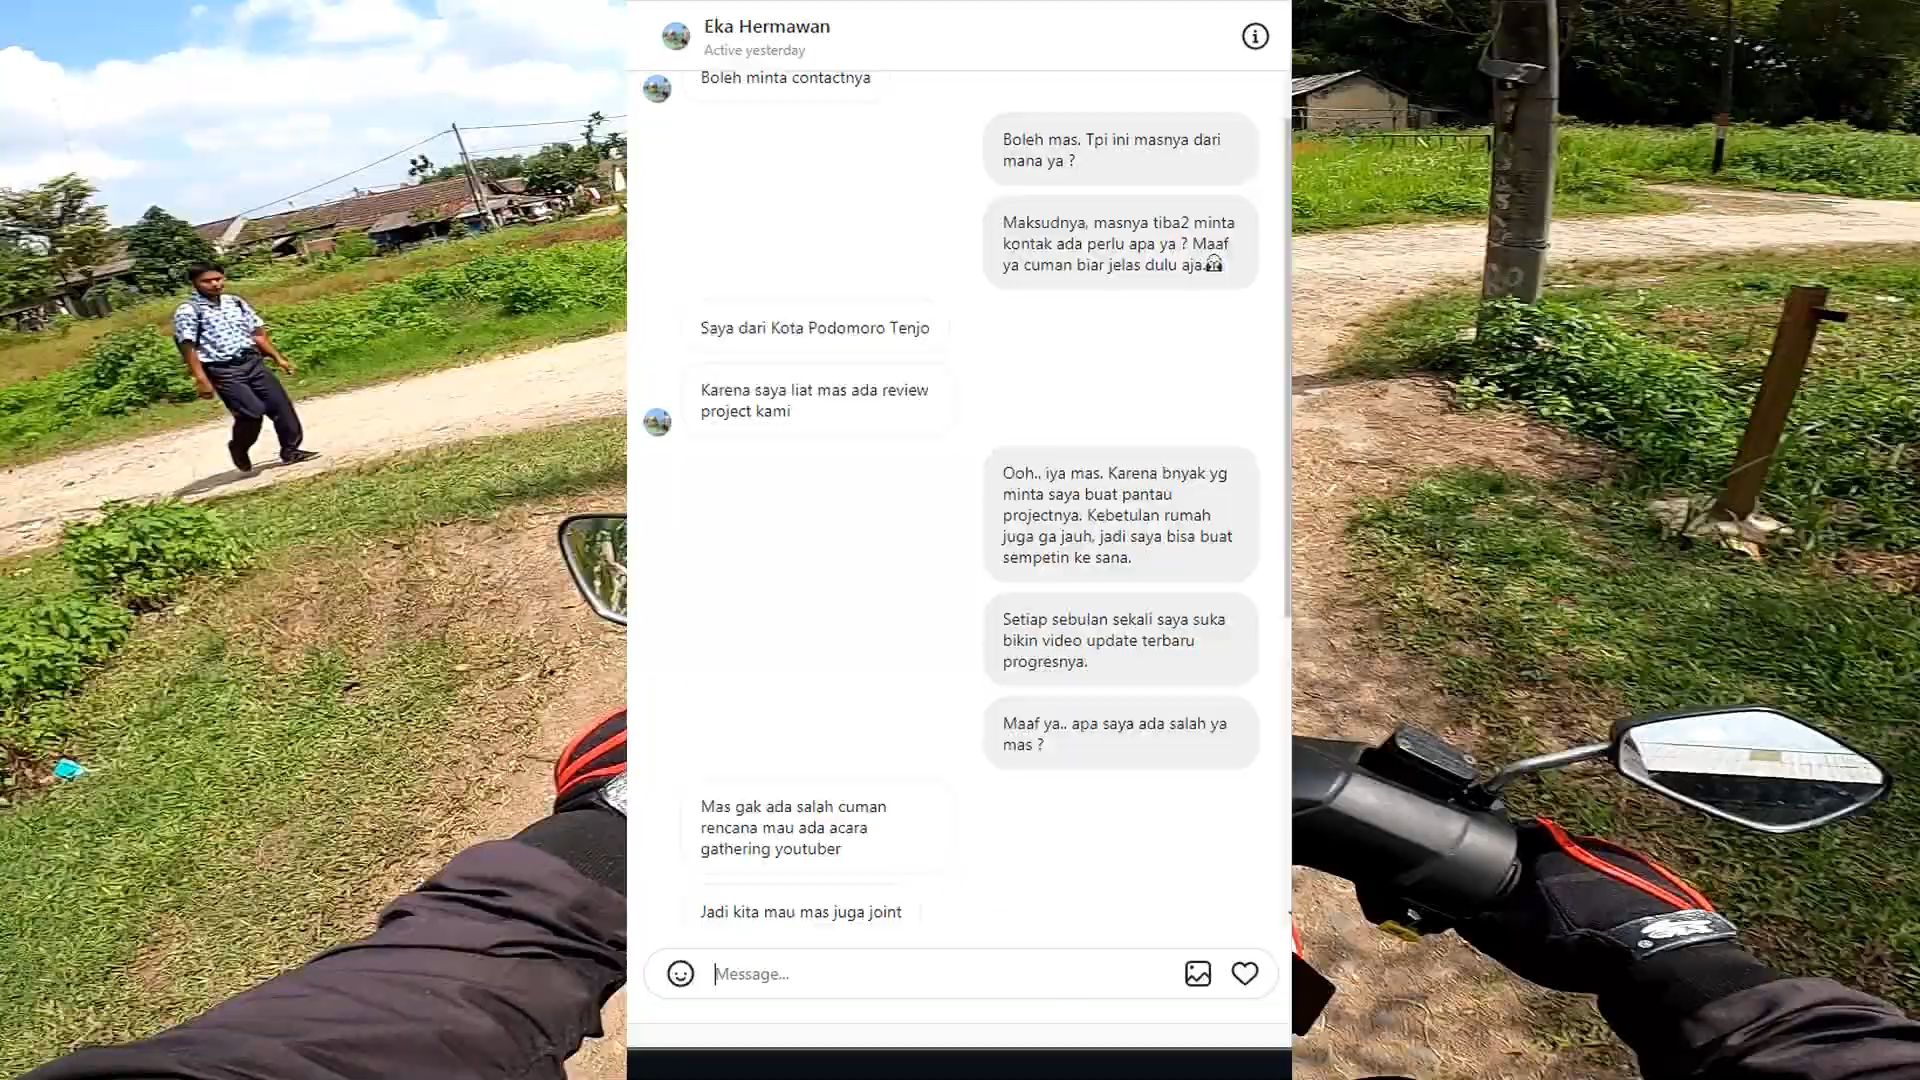 Eka Hermawan
Active yesterday
Boleh minta contactnya
Boleh mas. Tpi ini masnya dari
mana ya ?
Maksudnya, masnya tiba2 minta
kontak ada perlu apa ya ? Maaf
ya cuman biar jelas dulu aja.
Saya dari Kota Podomoro Tenjo
Karena saya liat mas ada review
project kami
Ooh.. iya mas. Karena bnyak yg
minta saya buat pantau
projectnya. Kebetulan rumah
juga ga jauh, jadi saya bisa buat
sempetin ke sana.
Setiap sebulan sekali saya suka
bikin video update terbaru
progresnya.
Maaf ya.. apa saya ada salah ya
mas ?
Mas gak ada salah cuman
rencana mau ada acara
gathering youtuber
Jadi kita mau mas juga joint
Message...